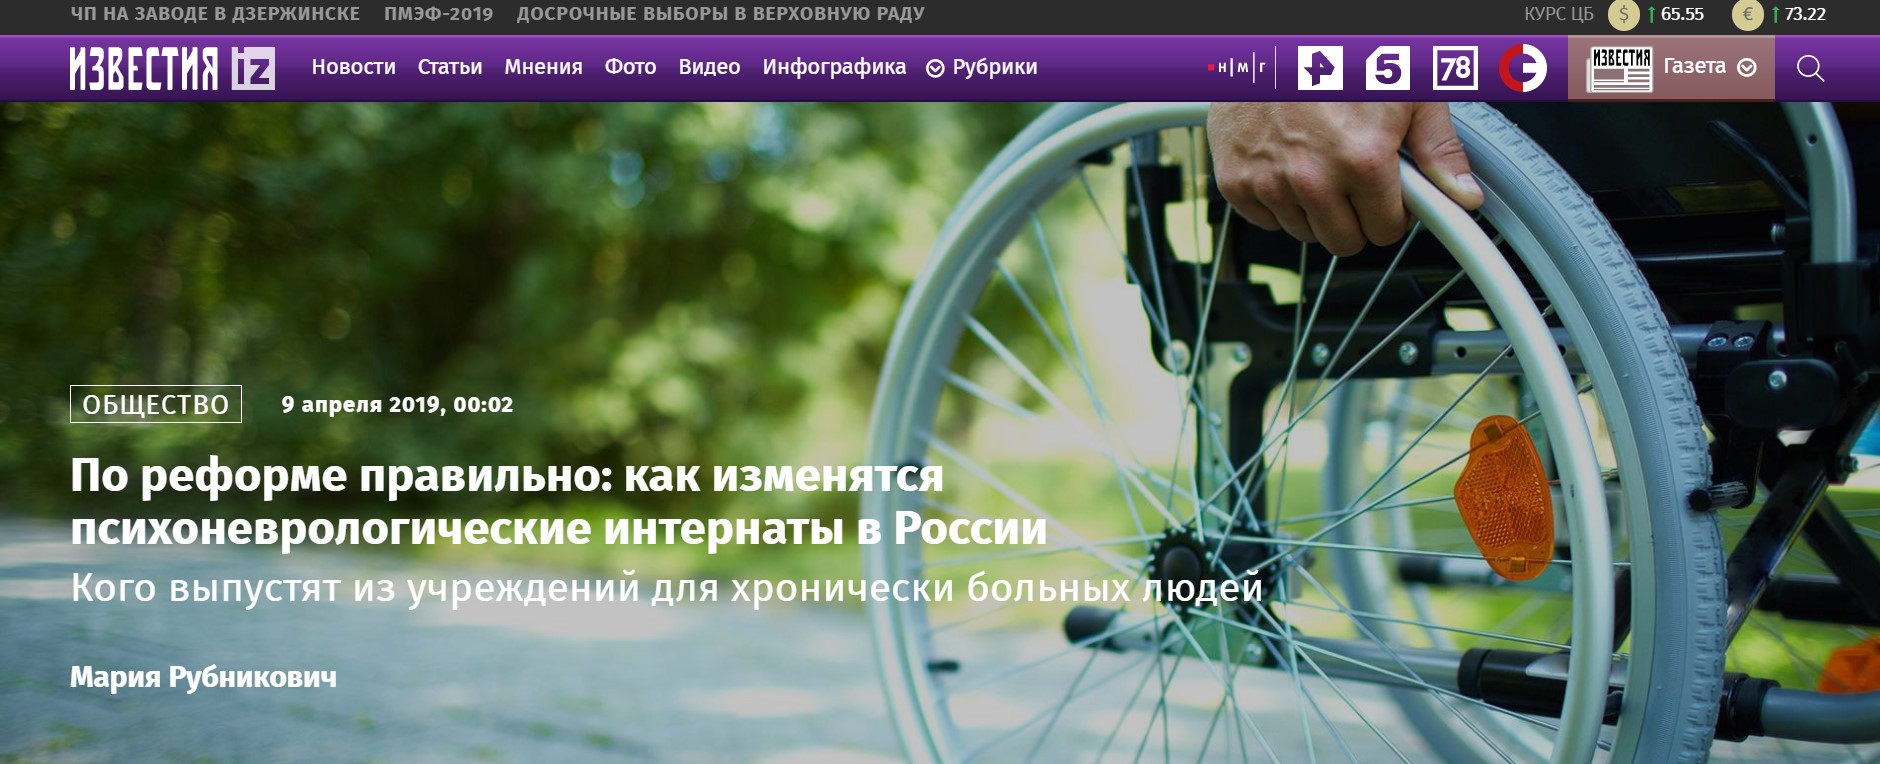 ЧП НА ЗАВОДЕ В ДЗЕРЖИНСКЕ ПМЭФ-2019 ДОСРОЧНЫЕ ВЫБОРЫ В ВЕРХОВНУЮ РАДУ КУРС ЦБ $ 65.55 € 73.22
ИЗВЕСТИЯ iz Новости Статьи Мнения Фото Видео Инфографика Рубрики н|м|г 5 78 ИЗВЕСТИЯ Газета
ОБЩЕСТВО 9 апреля 2019, 00:02
По реформе правильно: как изменятся
психоневрологические интернаты в России
Кого выпустят из учреждений для хронически больных людей
Мария Рубникович